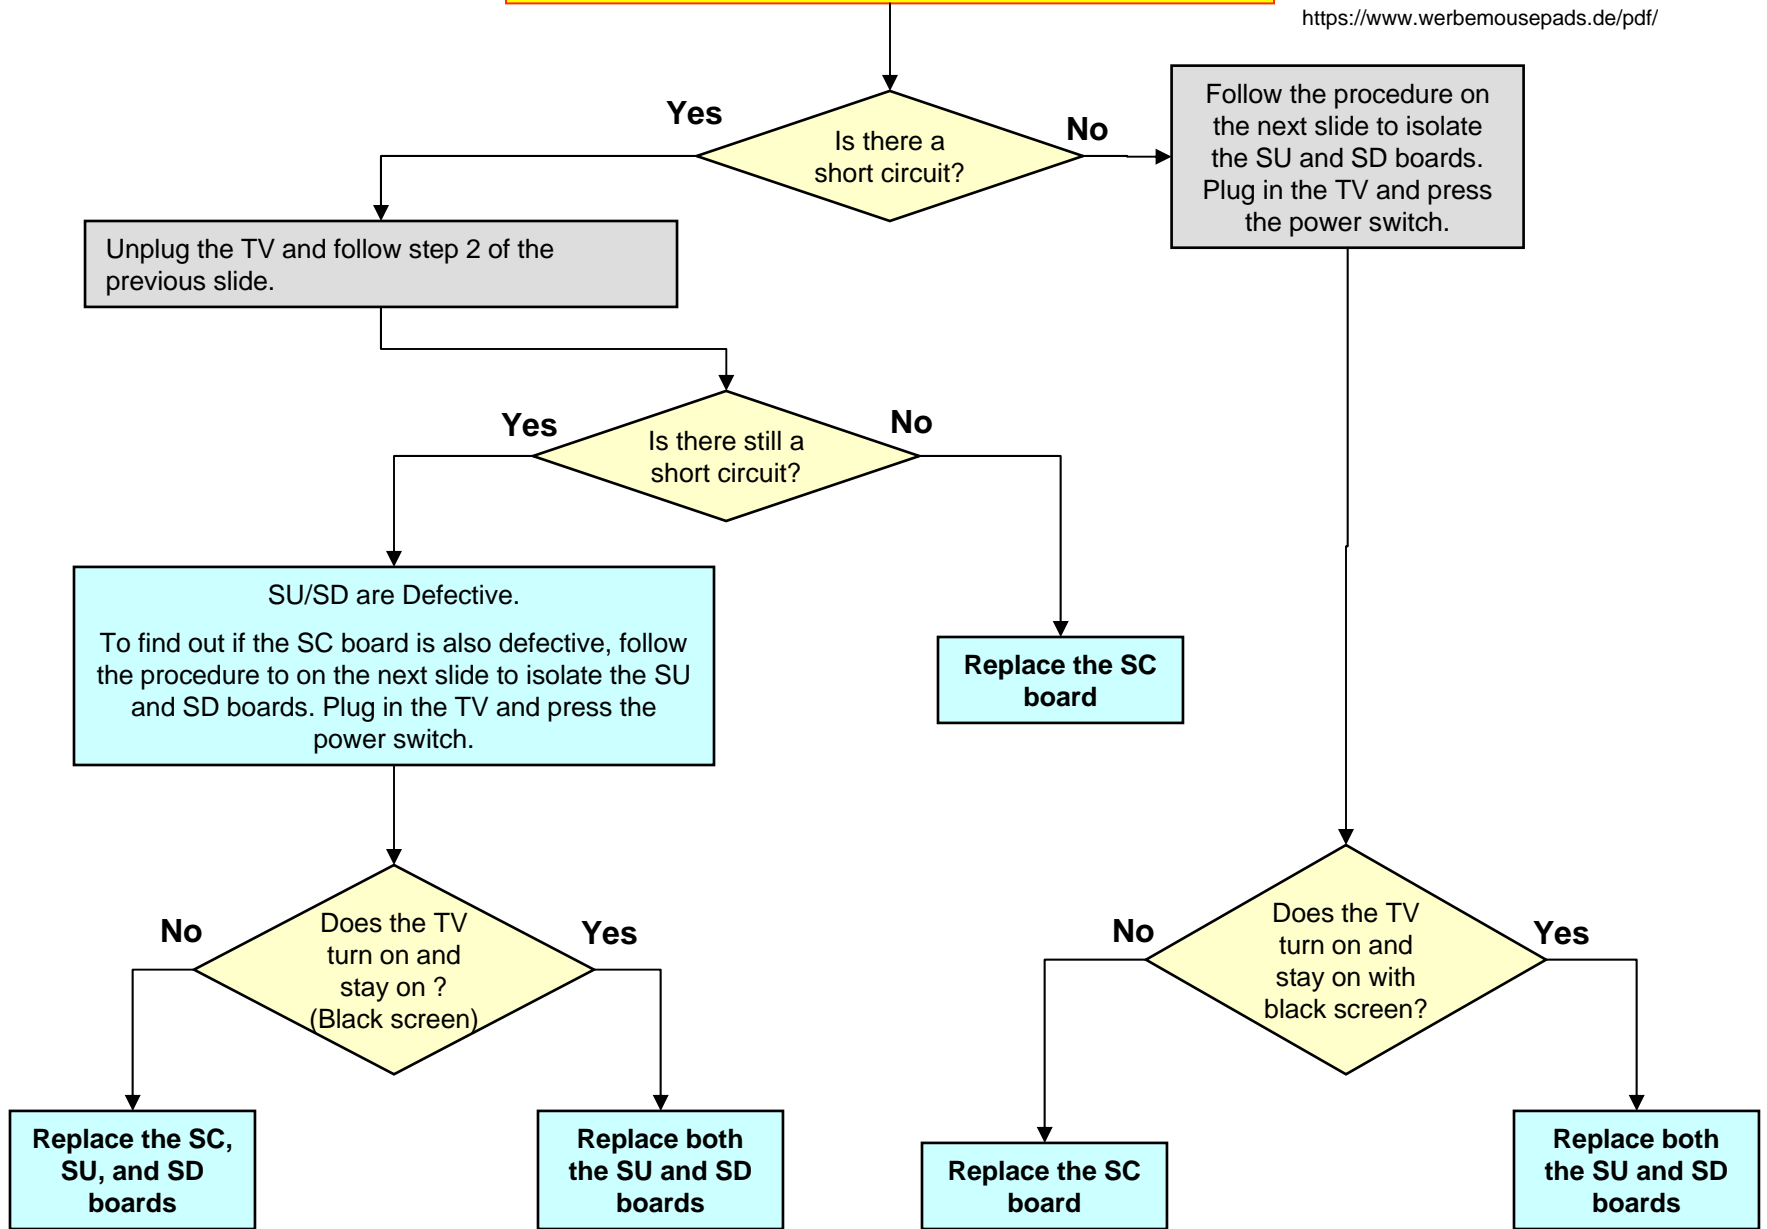 https://www.werbemousepads.de/pdf/
Yes
Is there a
short circuit?
No
Follow the procedure on
the next slide to isolate
the SU and SD boards.
Plug in the TV and press
the power switch.
Unplug the TV and follow step 2 of the
previous slide.
Yes
Is there still a
short circuit?
No
SU/SD are Defective.
To find out if the SC board is also defective, follow
the procedure to on the next slide to isolate the SU
and SD boards. Plug in the TV and press the
power switch.
Replace the SC
board
No
Does the TV
turn on and
stay on ?
(Black screen)
Yes
No
Does the TV
turn on and
stay on with
black screen?
Yes
Replace the SC,
SU, and SD
boards
Replace both
the SU and SD
boards
Replace the SC
board
Replace both
the SU and SD
boards